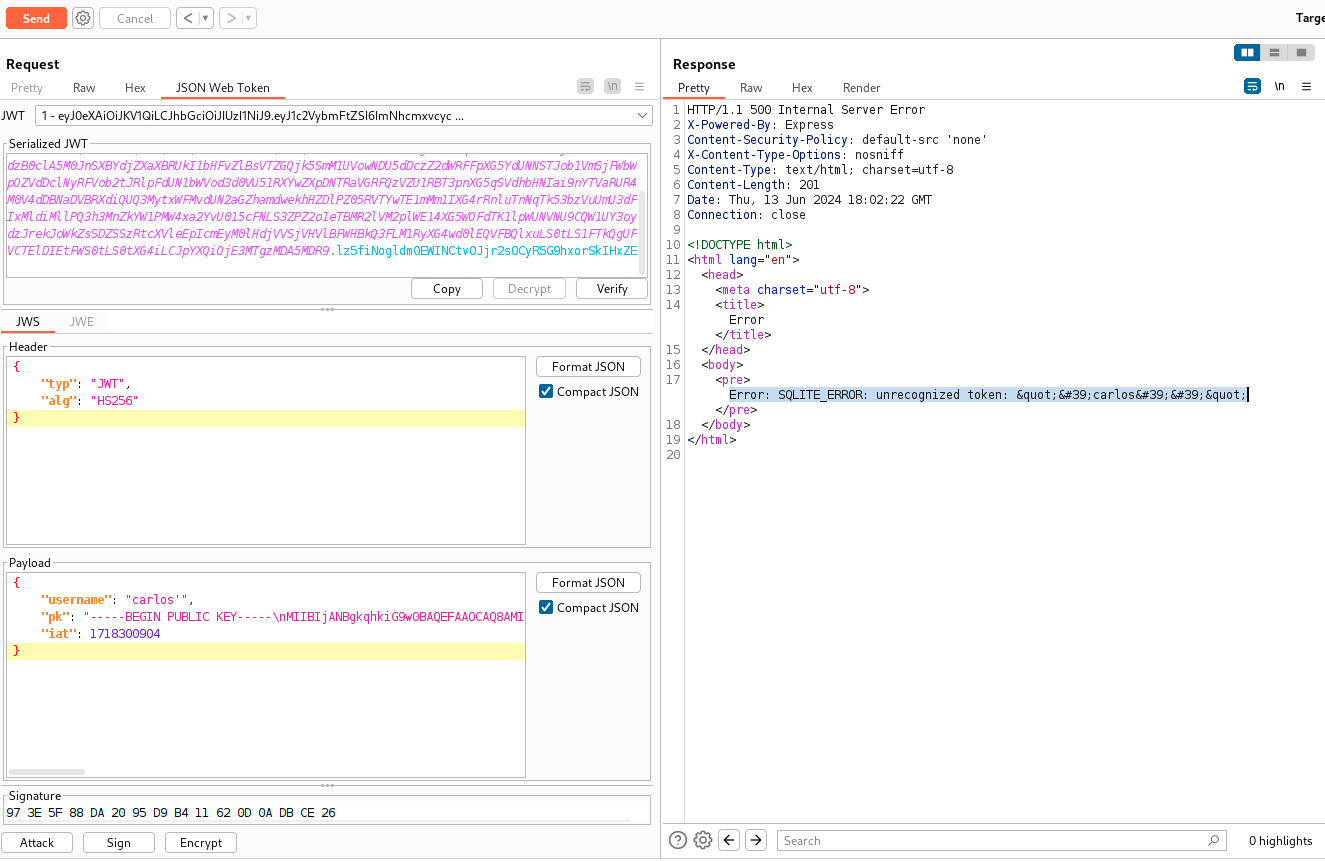 Send
Cancel
<
>
Targe
Request
Pretty
Raw
Hex
JSON Web Token
\n
JWT
1 - eyJ0eXAiOiJKV1QiLCJhbGciOiJIUzI1NiJ9.eyJ1c2VybmFtZSI6ImNhcmxvcyc ...
Serialized JWT
Copy
Decrypt
Verify
JWS
JWE
Header
{
"typ": "JWT",
"alg": "HS256"
}
Format JSON
Compact JSON
Payload
{
"username": "carlos'",
"pk": "-----BEGIN PUBLIC KEY-----\nMIIBIjANBgkqhkiG9w0BAQEFAAOCAQ8AMI
"iat": 1718300904
}
Format JSON
Compact JSON
Signature
97 3E 5F 88 DA 20 95 D9 B4 11 62 0D 0A DB CE 26
Attack
Sign
Encrypt
Response
Pretty
Raw
Hex
Render
\n
1 HTTP/1.1 500 Internal Server Error
2 X-Powered-By: Express
3 Content-Security-Policy: default-src 'none'
4 X-Content-Type-Options: nosniff
5 Content-Type: text/html; charset=utf-8
6 Content-Length: 201
7 Date: Thu, 13 Jun 2024 18:02:22 GMT
8 Connection: close
9
10 <!DOCTYPE html>
11 <html lang="en">
12 <head>
13 <meta charset="utf-8">
14 <title>
Error
</title>
15 </head>
16 <body>
17 <pre>
Error: SQLITE_ERROR: unrecognized token: &quot;&#39;carlos&#39;&#39;&quot;
</pre>
18 </body>
19 </html>
20
?
Search
0 highlights